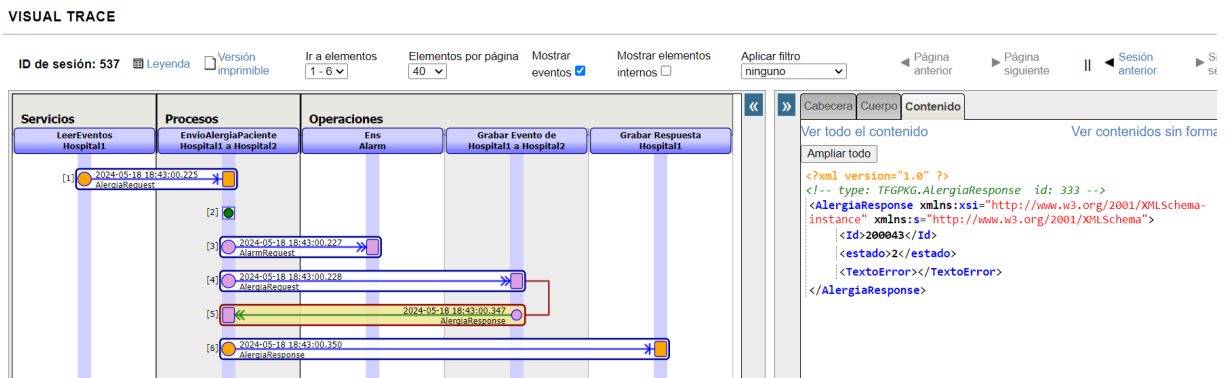 VISUAL TRACE
ID de sesión: 537
Leyenda
Versión
imprimible
Ir a elementos
1 - 6
Elementos por página
40
Mostrar
eventos
Mostrar elementos
internos
Aplicar filtro
ninguno
Página
anterior
Página
siguiente
||
Sesión
anterior
Servicios
Procesos
Operaciones
LeerEventos
Hospital1
EnvioAlergiaPaciente
Hospital1 a Hospital2
Ens
Alarm
Grabar Evento de
Hospital1 a Hospital2
Grabar Respuesta
Hospital1
[1]
2024-05-18 18:43:00.225
AlergiaRequest
[2]
[3]
2024-05-18 18:43:00.227
AlarmRequest
[4]
2024-05-18 18:43:00.228
AlergiaRequest
[5]
2024-05-18 18:43:00.347
AlergiaResponse
[6]
2024-05-18 18:43:00.350
AlergiaResponse
«
»
Cabecera
Cuerpo
Contenido
Ver todo el contenido
Ver contenidos sin forma
Ampliar todo
<?xml version="1.0" ?>
<!-- type: TFGPKG.AlergiaResponse  id: 333 -->
<AlergiaResponse xmlns:xsi="http://www.w3.org/2001/XMLSchema-
instance" xmlns:s="http://www.w3.org/2001/XMLSchema">
<Id>200043</Id>
<estado>2</estado>
<TextoError></TextoError>
</AlergiaResponse>